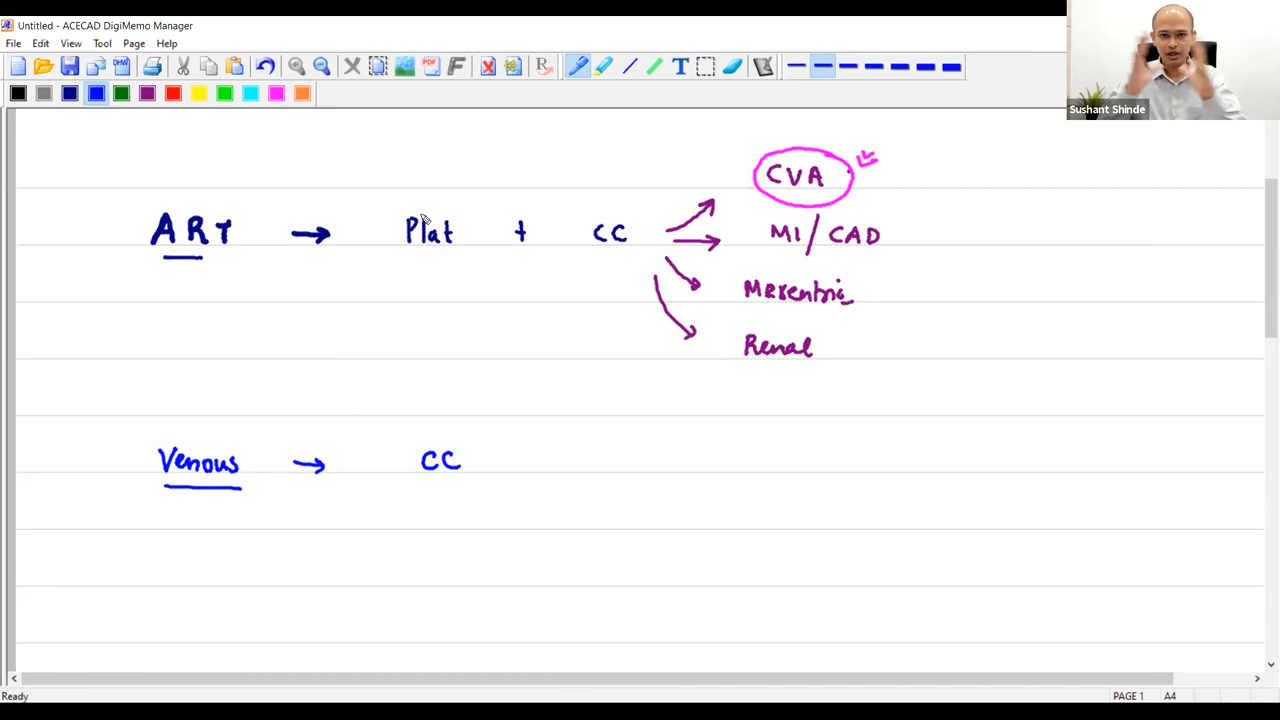 Untitled - ACECAD DigiMemo Manager
File Edit View Tool Page Help
Sushant Shinde
CVA
ART → Plat + CC → MI / CAD
Mesentric
Renal
Venous → CC
Ready PAGE 1 A4